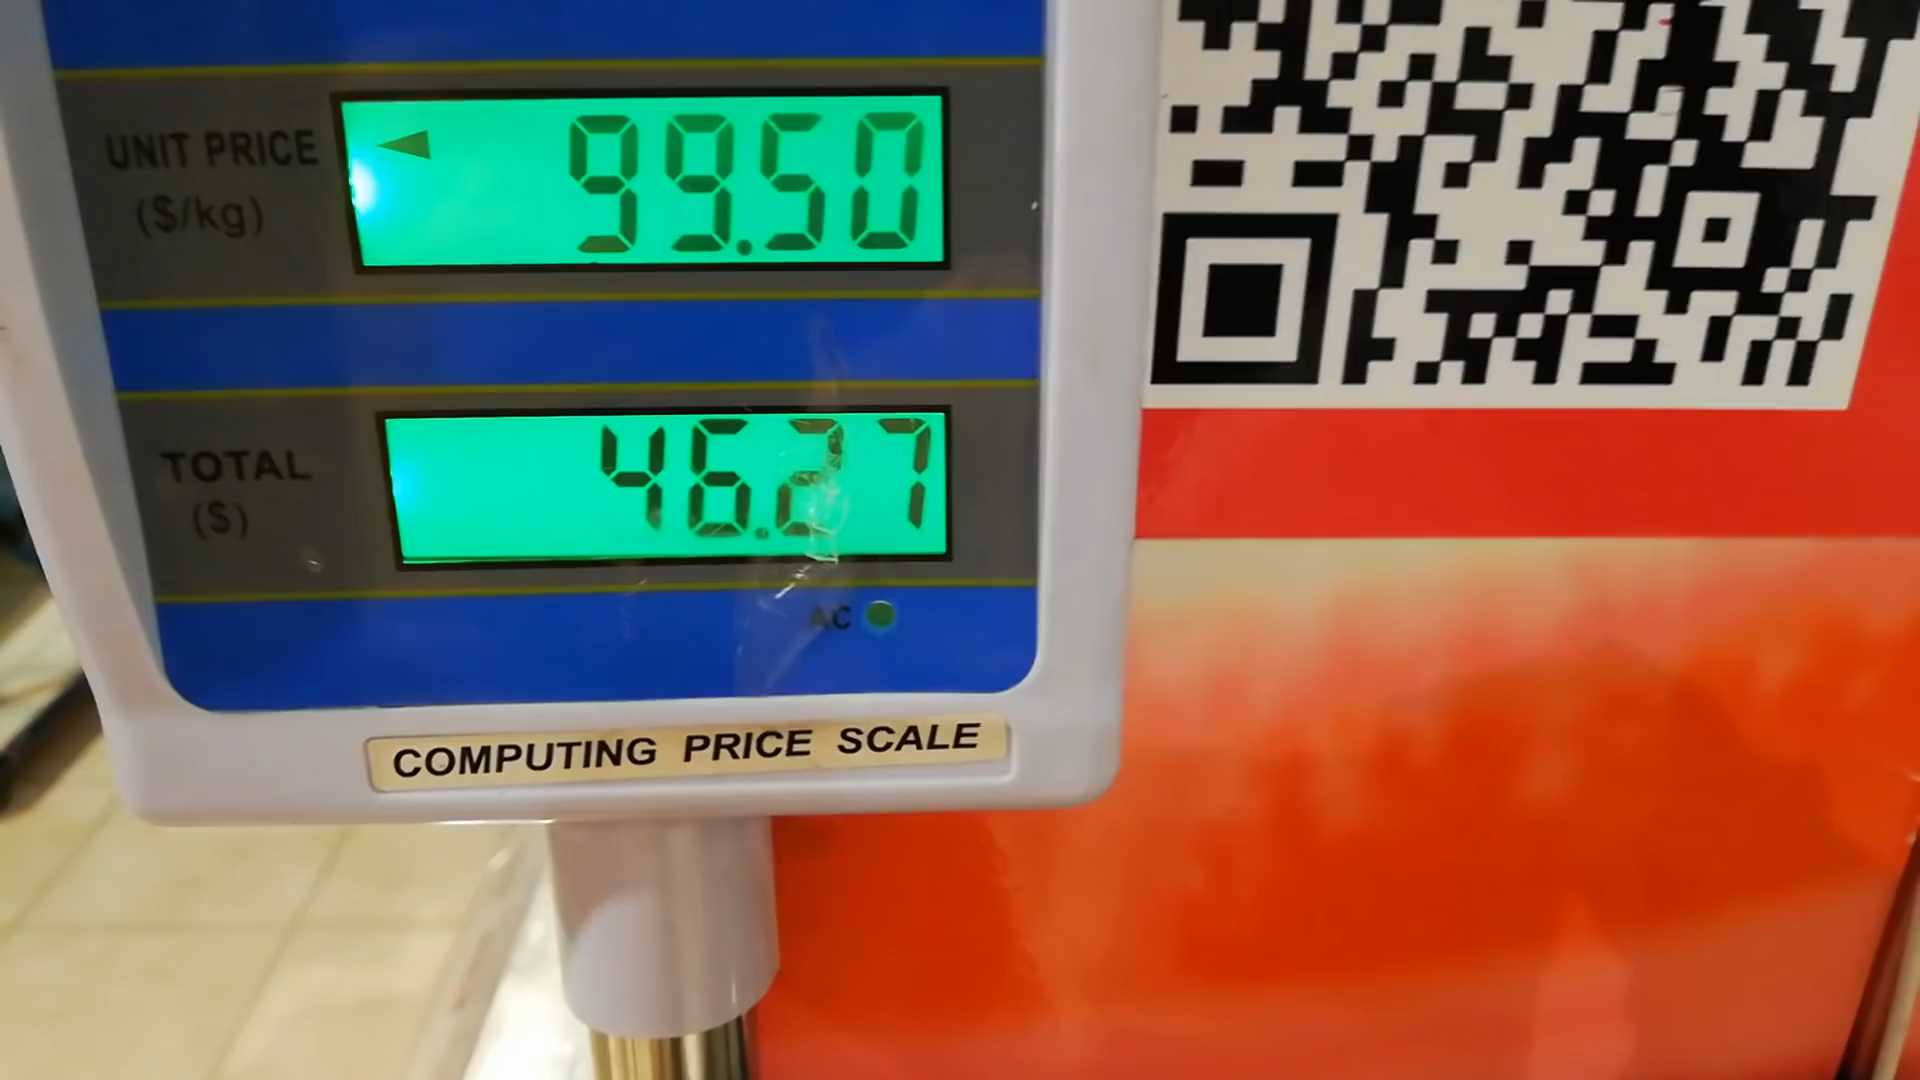 UNIT PRICE
($/kg)
99.50
TOTAL
($)
46.27
AC
COMPUTING PRICE SCALE